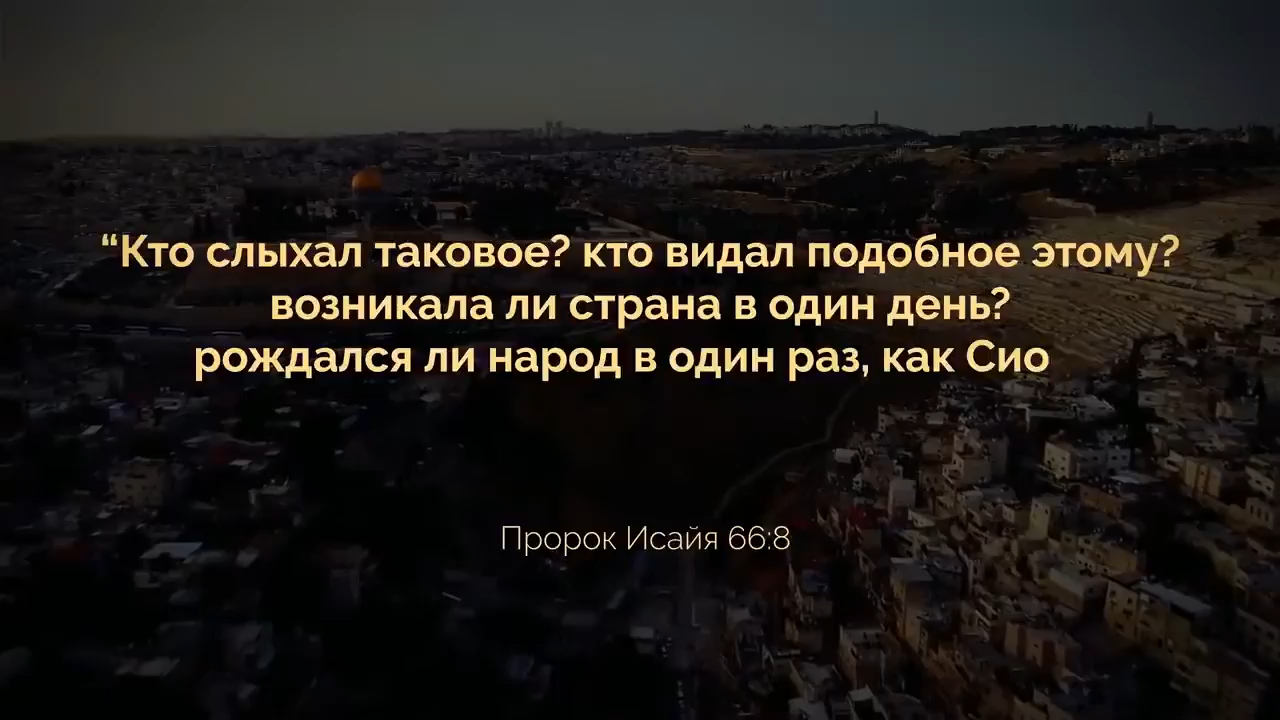 “Кто слыхал таковое? кто видал подобное этому?
возникала ли страна в один день?
рождался ли народ в один раз, как Сио
Пророк Исайя 66:8